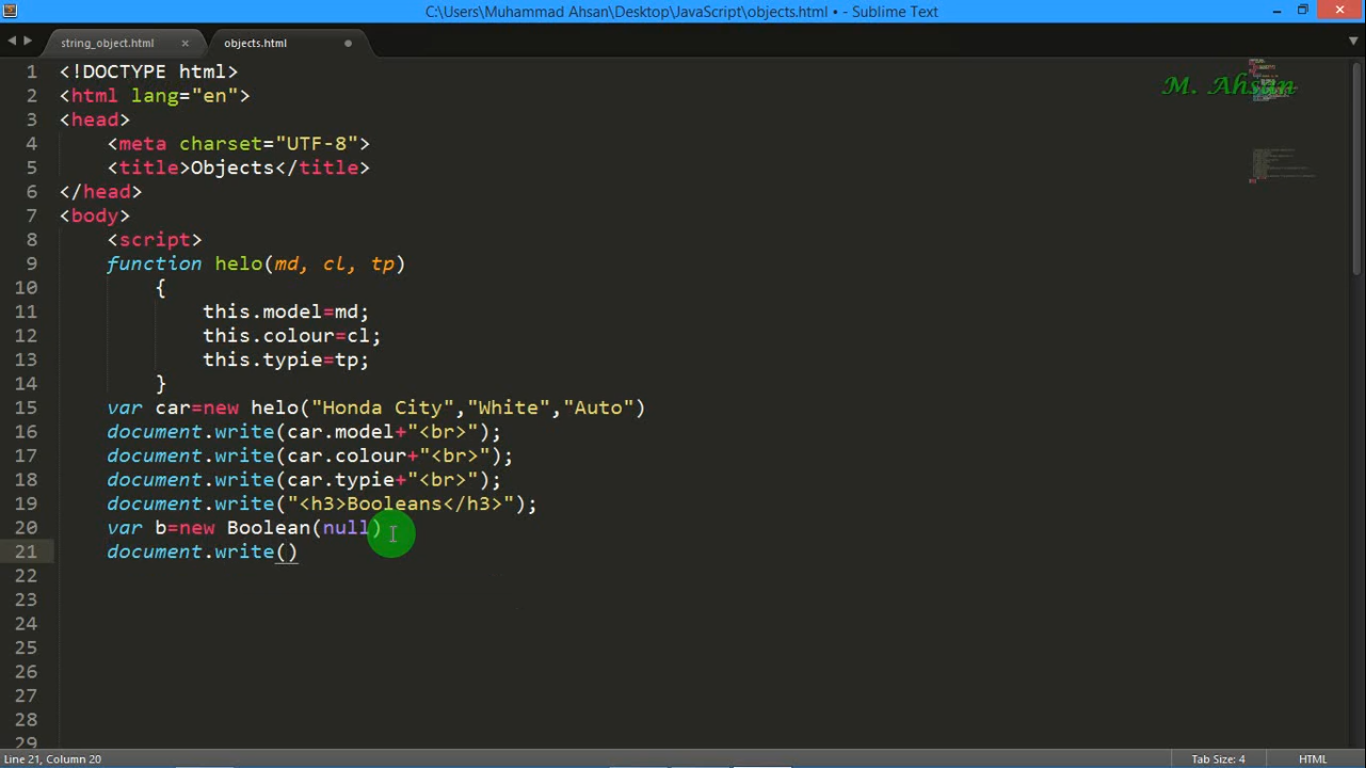 C:\Users\Muhammad Ahsan\Desktop\JavaScript\objects.html • - Sublime Text
string_object.html × objects.html
M. Ahsan
1 <!DOCTYPE html>
2 <html lang="en">
3 <head>
4 <meta charset="UTF-8">
5 <title>Objects</title>
6 </head>
7 <body>
8 <script>
9 function helo(md, cl, tp)
10 {
11 this.model=md;
12 this.colour=cl;
13 this.typie=tp;
14 }
15 var car=new helo("Honda City","White","Auto")
16 document.write(car.model+"<br>");
17 document.write(car.colour+"<br>");
18 document.write(car.typie+"<br>");
19 document.write("<h3>Booleans</h3>");
20 var b=new Boolean(null)
21 document.write()
22
23
24
25
26
27
28
29
Line 21, Column 20 Tab Size: 4 HTML